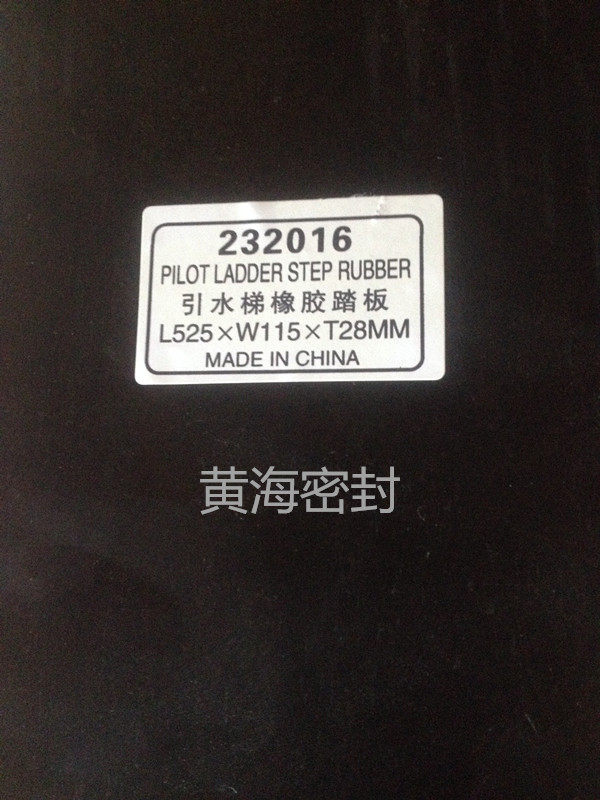 232016
PILOT LADDER STEP RUBBER
引水梯橡胶踏板
L525×W115×T28MM
MADE IN CHINA
黄海密封